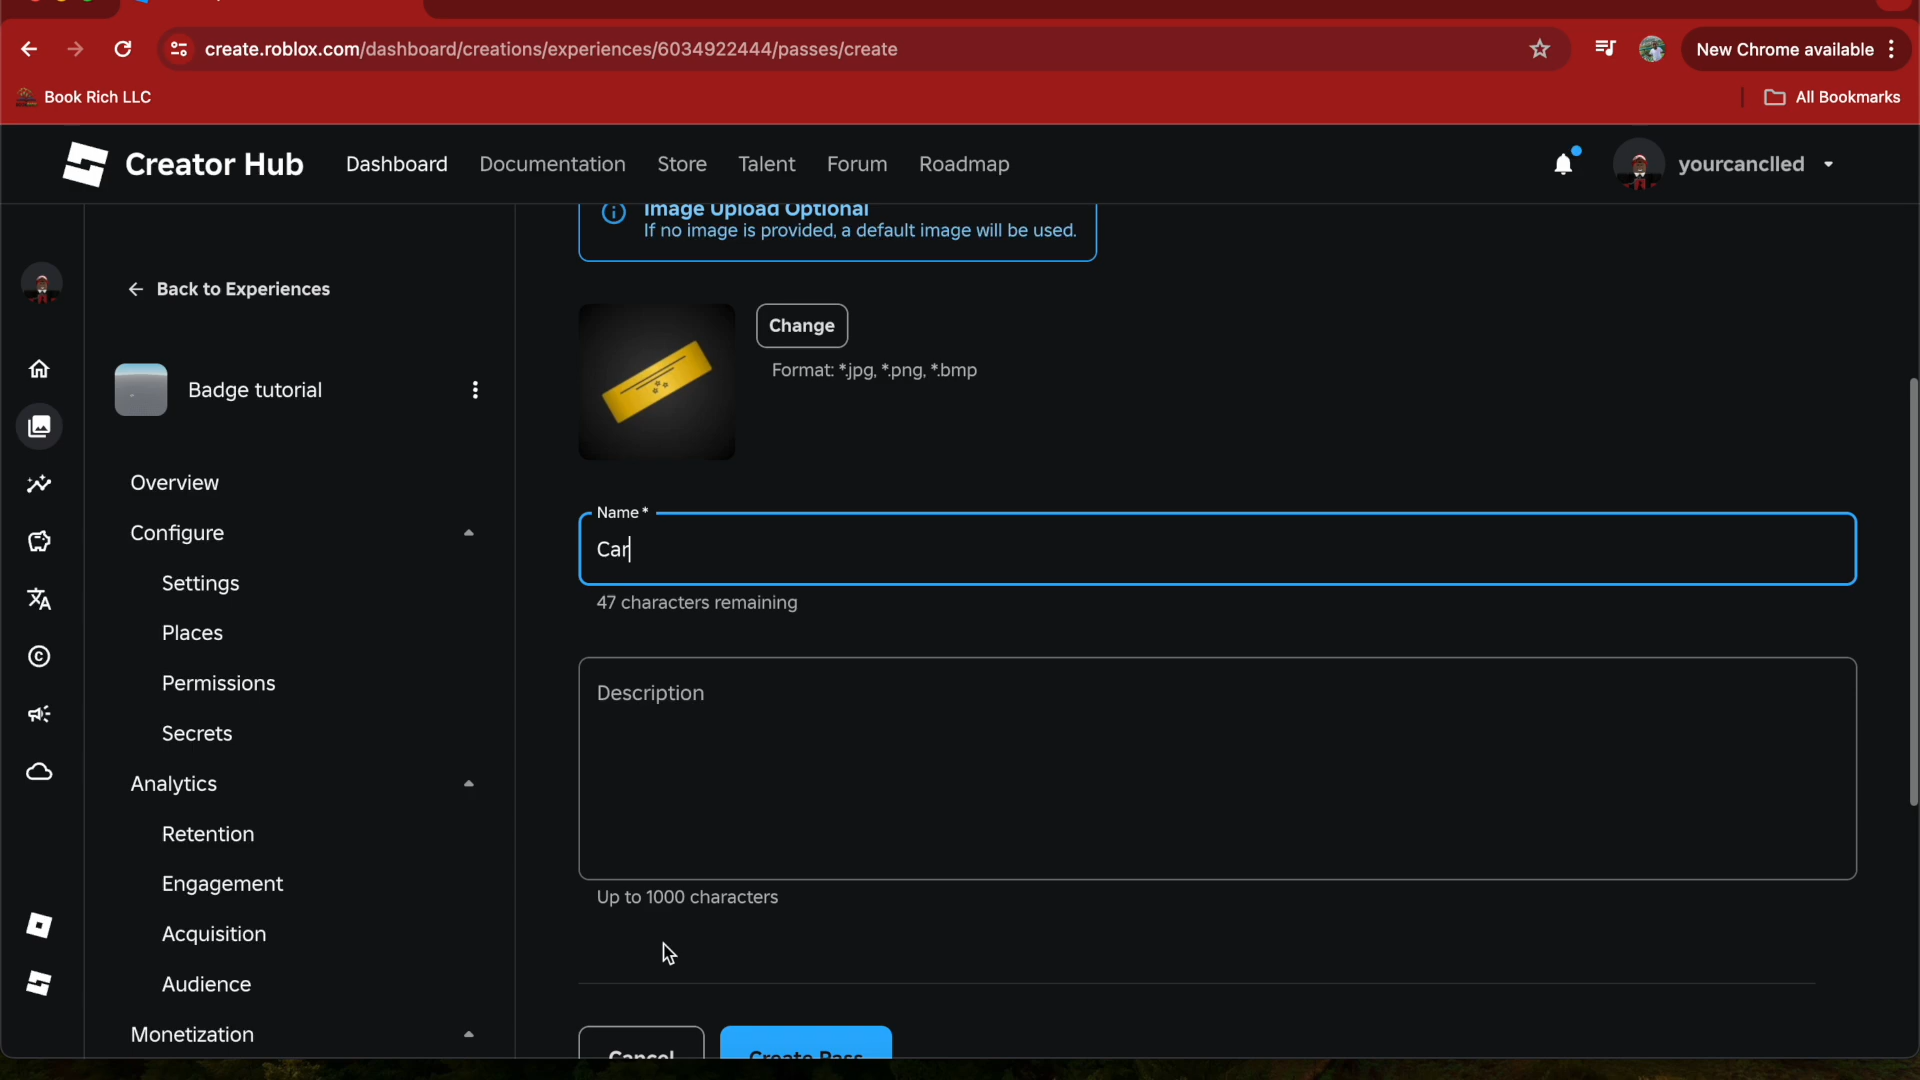 create.roblox.com/dashboard/creations/experiences/6034922444/passes/create
New Chrome available
Book Rich LLC
All Bookmarks
Creator Hub
Dashboard
Documentation
Store
Talent
Forum
Roadmap
yourcanclled
Image Upload Optional
If no image is provided, a default image will be used.
Back to Experiences
Badge tutorial
Overview
Configure
Settings
Places
Permissions
Secrets
Analytics
Retention
Engagement
Acquisition
Audience
Monetization
Change
Format: *.jpg, *.png, *.bmp
Name*
Car
47 characters remaining
Description
Up to 1000 characters
Cancel
Create Pass